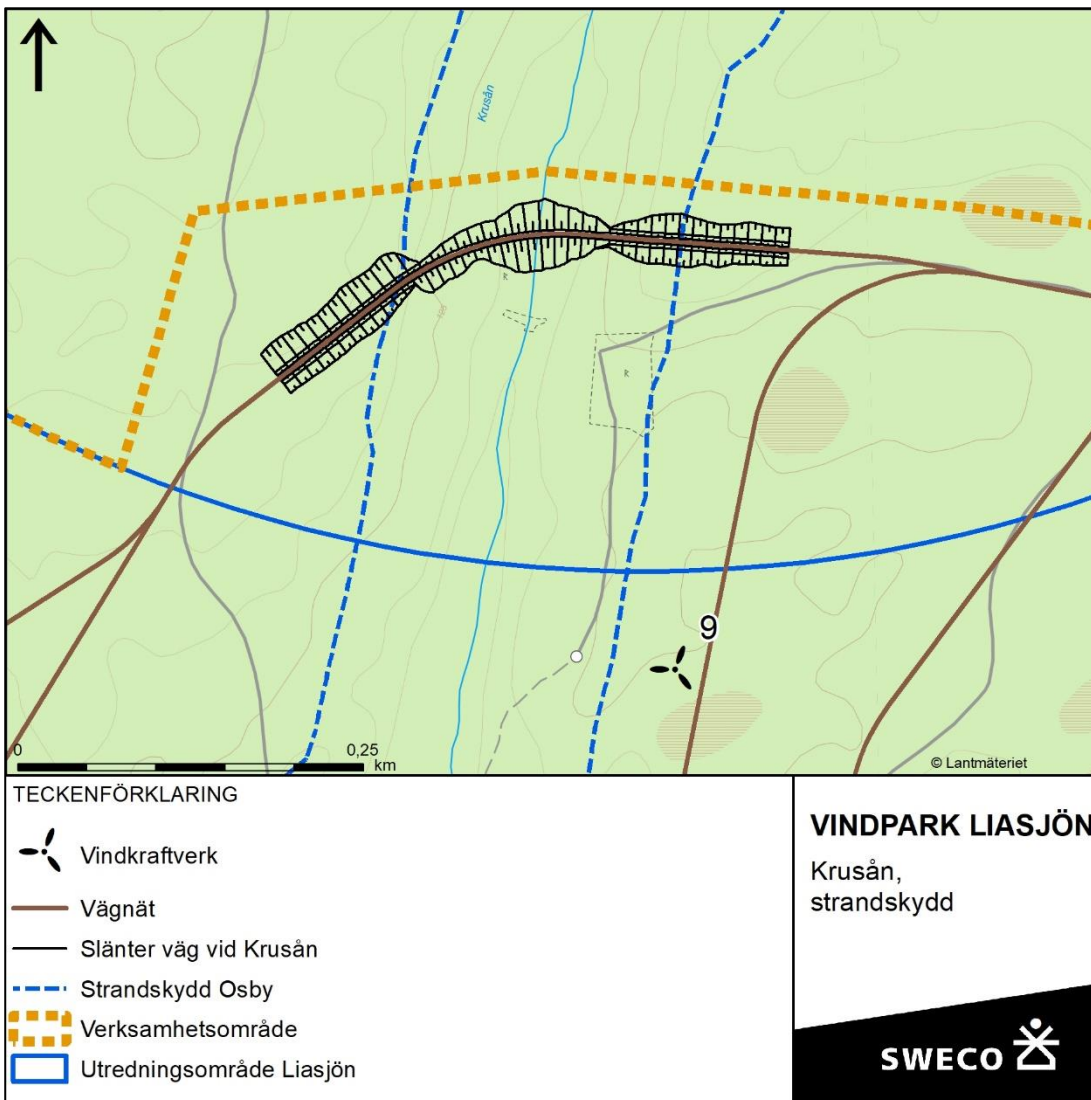 Krusån
9
0
0,25
km
© Lantmäteriet
TECKENFÖRKLARING
Vindkraftverk
Vägnät
Slänter väg vid Krusån
Strandskydd Osby
Verksamhetsområde
Utredningsområde Liasjön
VINDPARK LIASJÖN
Krusån,
strandskydd
SWECO